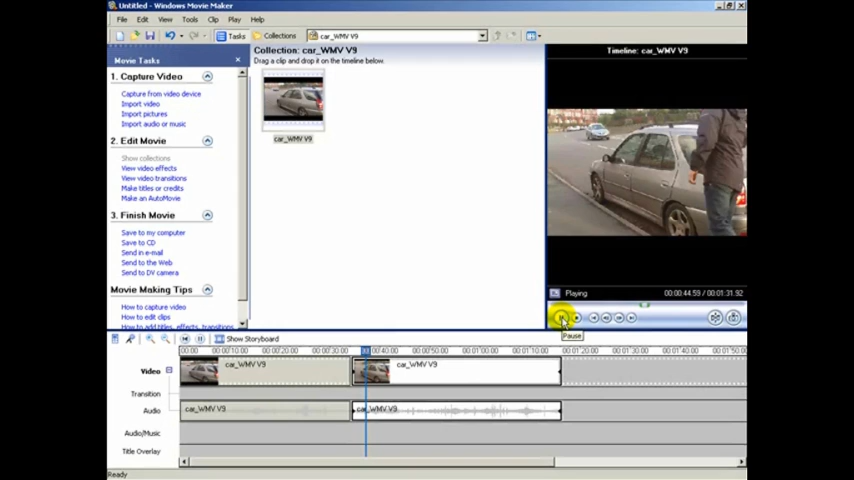 Untitled - Windows Movie Maker
File Edit View Tools Clip Play Help
Tasks Collections car_WMV V9
Movie Tasks
1. Capture Video
Capture from video device
Import video
Import pictures
Import audio or music
2. Edit Movie
Show collections
View video effects
View video transitions
Make titles or credits
Make an AutoMovie
3. Finish Movie
Save to my computer
Save to CD
Send in e-mail
Send to the Web
Send to DV camera
Movie Making Tips
How to capture video
How to edit clips
How to add titles, effects, transitions
Collection: car_WMV V9
Drag a clip and drop it on the timeline below.
car_WMV V9
Timeline: car_WMV V9
Playing 00:00:44.59 / 00:01:31.92
Pause
Show Storyboard
00:00 00:00'10.00 00:00'20.00 00:00'30.00 00:00'40.00 00:00'50.00 00:01'00.00 00:01'10.00 00:01'20.00 00:01'30.00 00:01'40.00
Video car_WMV V9 car_WMV V9
Transition
Audio car_WMV V9 car_WMV V9
Audio/Music
Title Overlay
Ready